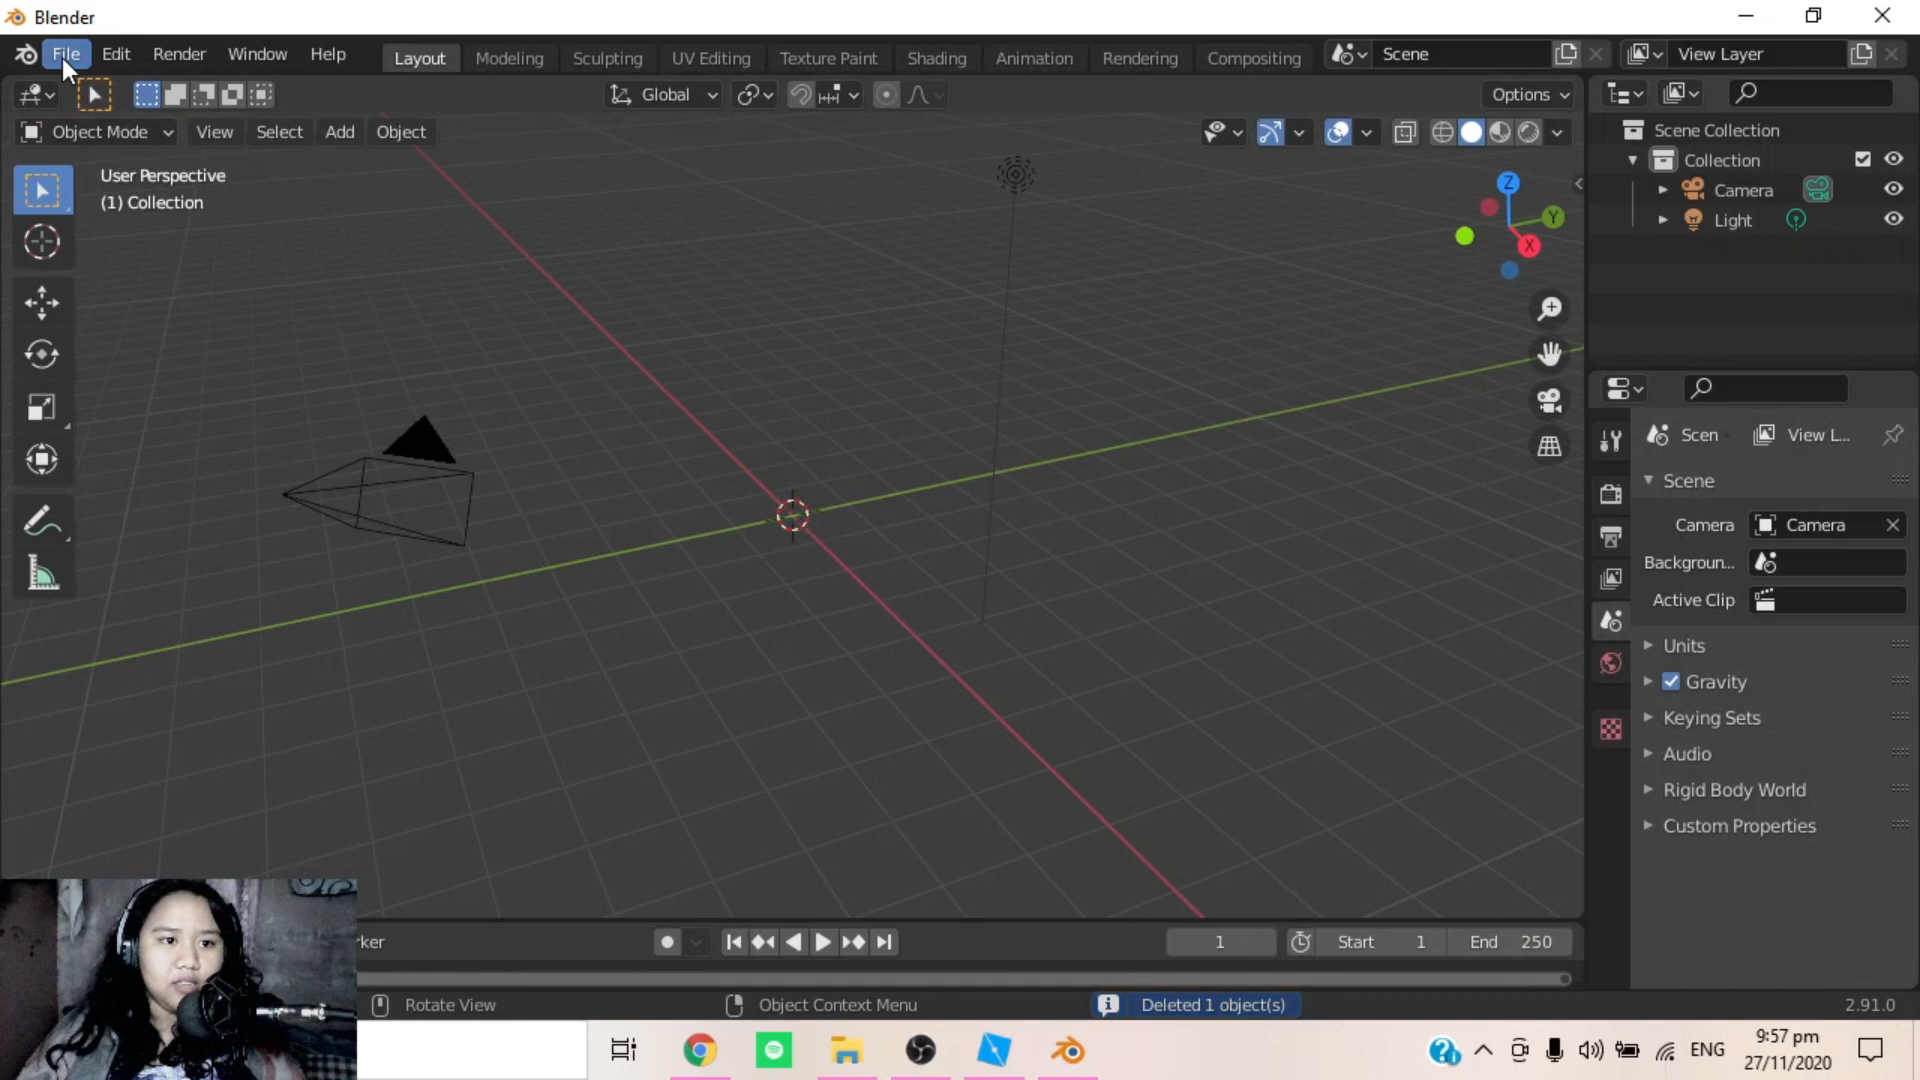 Blender
File Edit Render Window Help Layout Modeling Sculpting UV Editing Texture Paint Shading Animation Rendering Compositing Scene View Layer
Global Options
Object Mode View Select Add Object
Scene Collection
Collection
Camera
Light
User Perspective
(1) Collection
Z
Y
X
Scen View L...
Scene
Camera Camera
Backgroun...
Active Clip
Units
Gravity
Keying Sets
Audio
Rigid Body World
Custom Properties
rker 1 Start 1 End 250
Rotate View Object Context Menu Deleted 1 object(s) 2.91.0
ENG 9:57 pm
27/11/2020